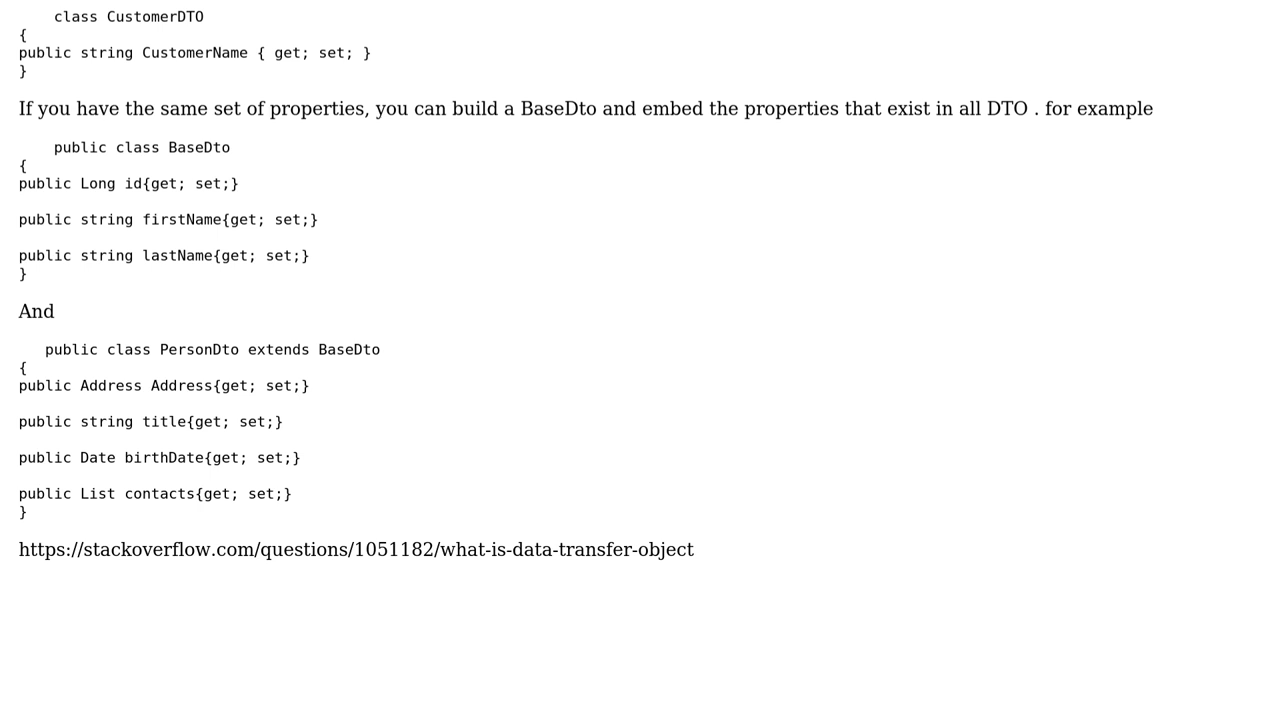 class CustomerDTO
{
public string CustomerName { get; set; }
}
If you have the same set of properties, you can build a BaseDto and embed the properties that exist in all DTO . for example
public class BaseDto
{
public Long id{get; set;}
public string firstName{get; set;}
public string lastName{get; set;}
}
And
public class PersonDto extends BaseDto
{
public Address Address{get; set;}
public string title{get; set;}
public Date birthDate{get; set;}
public List contacts{get; set;}
}
https://stackoverflow.com/questions/1051182/what-is-data-transfer-object